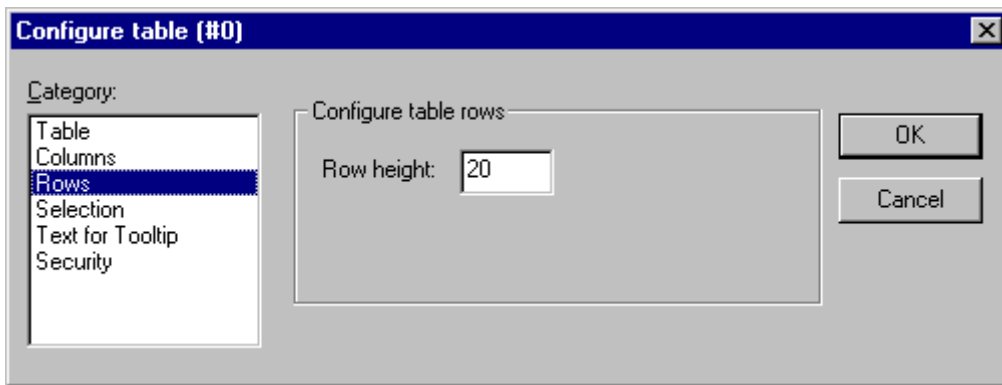 Configure table (#0)
Category:
Table
Columns
Rows
Selection
Text for Tooltip
Security
Configure table rows
Row height: 20
OK
Cancel